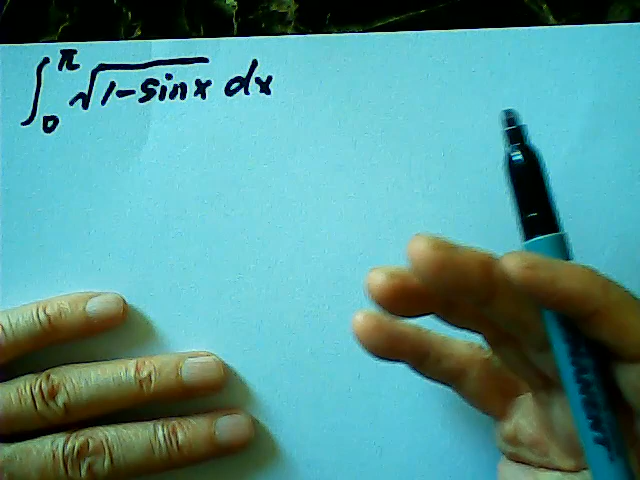 ∫₀^π √(1-sinx) dx